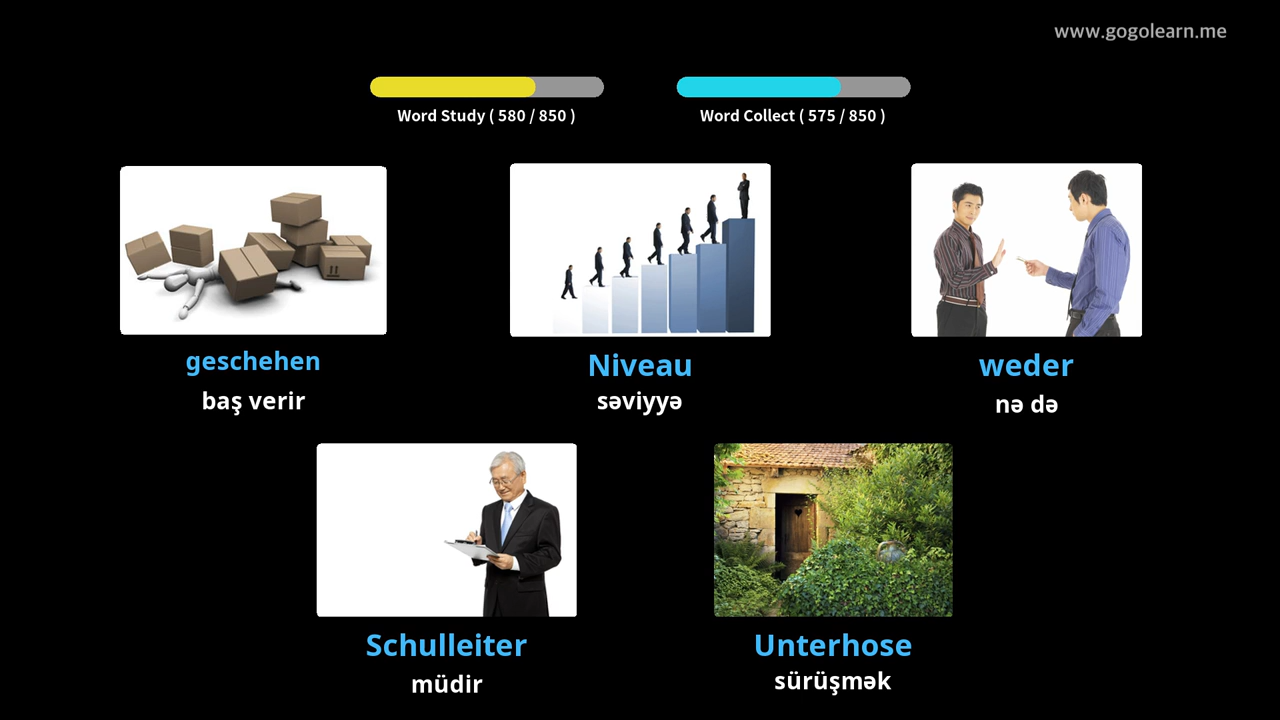 www.gogolearn.me
Word Study ( 580 / 850 )
Word Collect ( 575 / 850 )
geschehen
baş verir
Niveau
səviyyə
weder
nə də
Schulleiter
müdir
Unterhose
sürüşmək